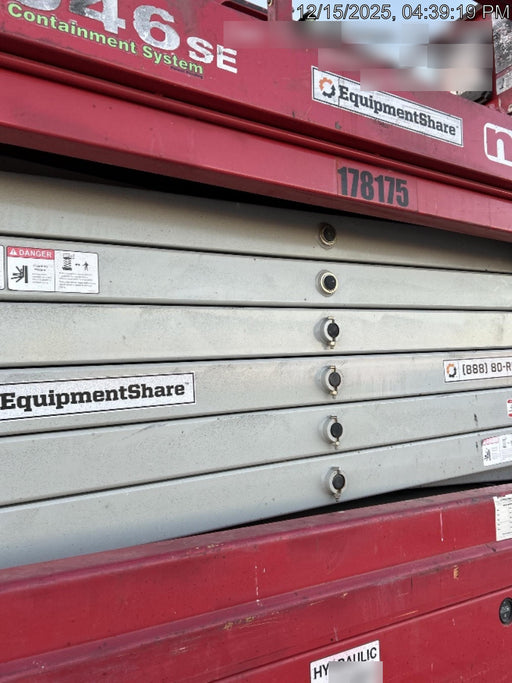 12/15/2025, 04:39:19 PM
946SE
Containment System
EquipmentShare
178175
DANGER
EquipmentShare
(888) 80-R
HYDRAULIC